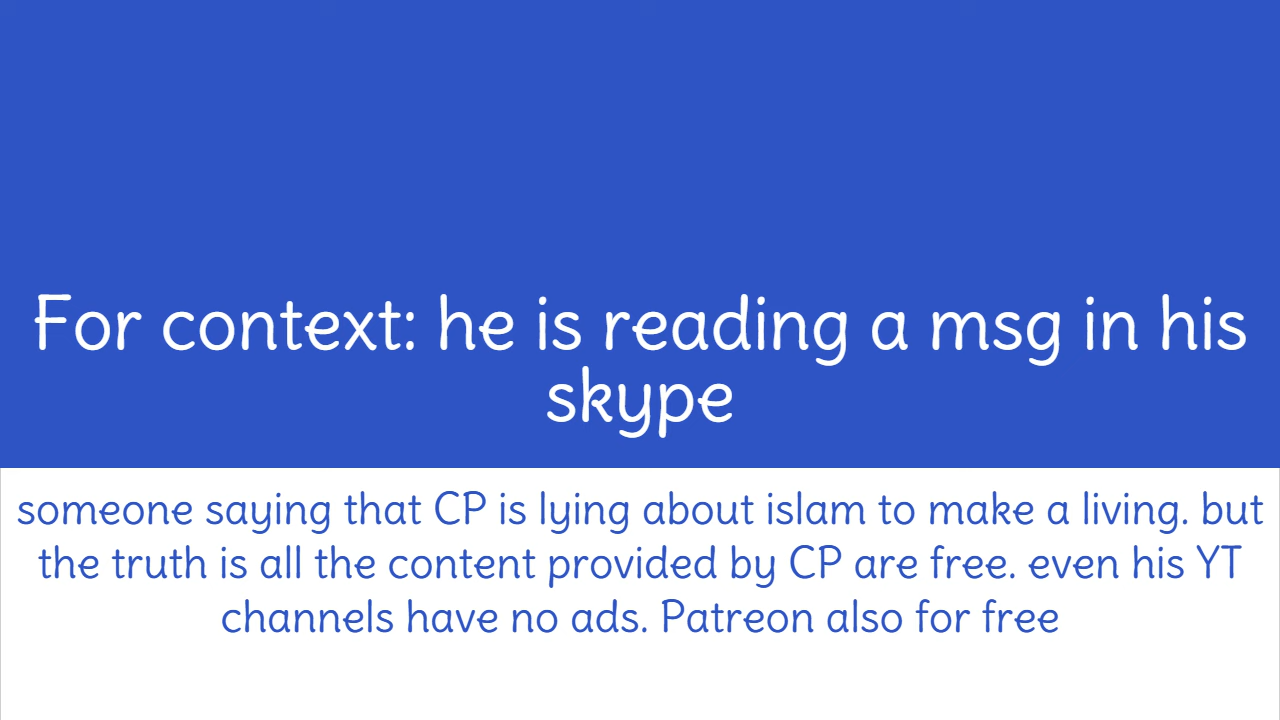 For context: he is reading a msg in his
skype
someone saying that CP is lying about islam to make a living. but
the truth is all the content provided by CP are free. even his YT
channels have no ads. Patreon also for free